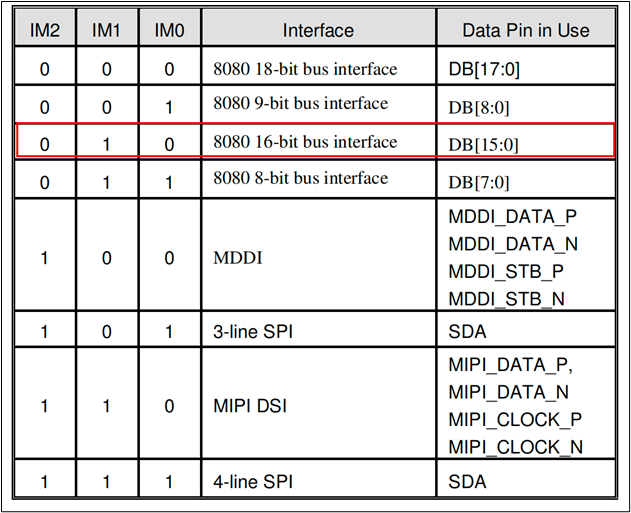 IM2 IM1 IM0 Interface Data Pin in Use
0 0 0 8080 18-bit bus interface DB[17:0]
0 0 1 8080 9-bit bus interface DB[8:0]
0 1 0 8080 16-bit bus interface DB[15:0]
0 1 1 8080 8-bit bus interface DB[7:0]
1 0 0 MDDI MDDI_DATA_P
MDDI_DATA_N
MDDI_STB_P
MDDI_STB_N
1 0 1 3-line SPI SDA
1 1 0 MIPI DSI MIPI_DATA_P,
MIPI_DATA_N
MIPI_CLOCK_P
MIPI_CLOCK_N
1 1 1 4-line SPI SDA